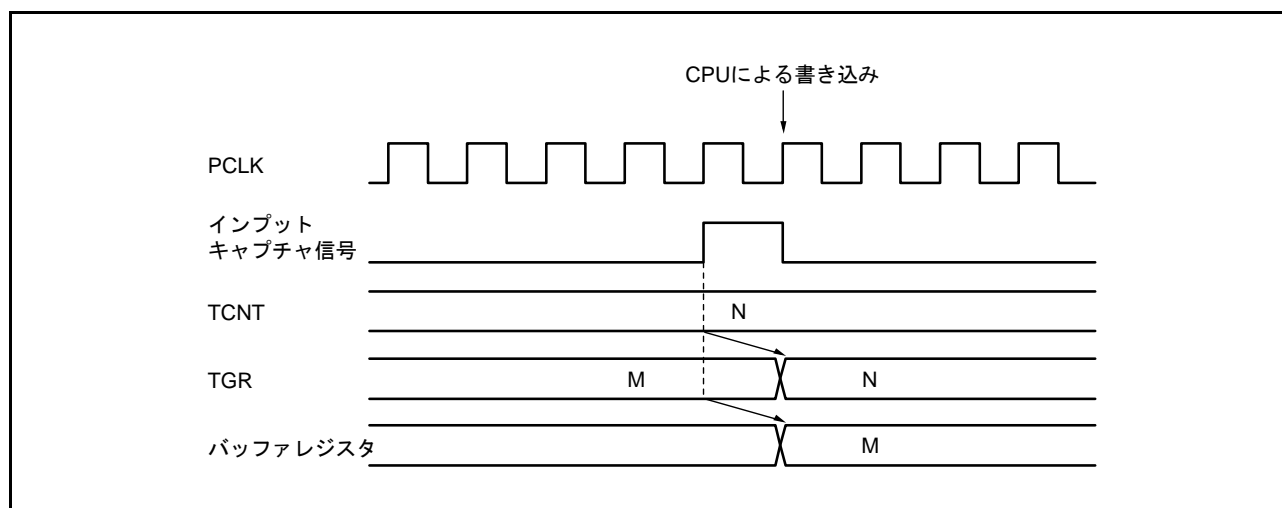 CPUによる書き込み
PCLK
インプット
キャプチャ信号
TCNT
N
TGR
M
N
バッファレジスタ
M